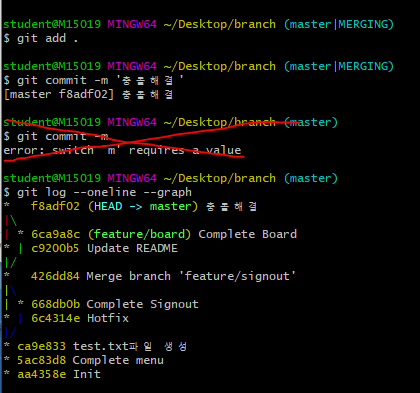 student@M15019 MINGW64 ~/Desktop/branch (master|MERGING)
$ git add .
student@M15019 MINGW64 ~/Desktop/branch (master|MERGING)
$ git commit -m '충돌해결'
[master f8adf02] 충돌해결
student@M15019 MINGW64 ~/Desktop/branch (master)
$ git commit -m
error: switch `m' requires a value
student@M15019 MINGW64 ~/Desktop/branch (master)
$ git log --oneline --graph
*   f8adf02 (HEAD -> master) 충돌해결
|\
| * 6ca9a8c (feature/board) Complete Board
* | c9200b5 Update README
|/
*   426dd84 Merge branch 'feature/signout'
|\
| * 668db0b Complete Signout
* | 6c4314e Hotfix
|/
* ca9e833 test.txt파일 생성
* 5ac83d8 Complete menu
* aa4358e Init